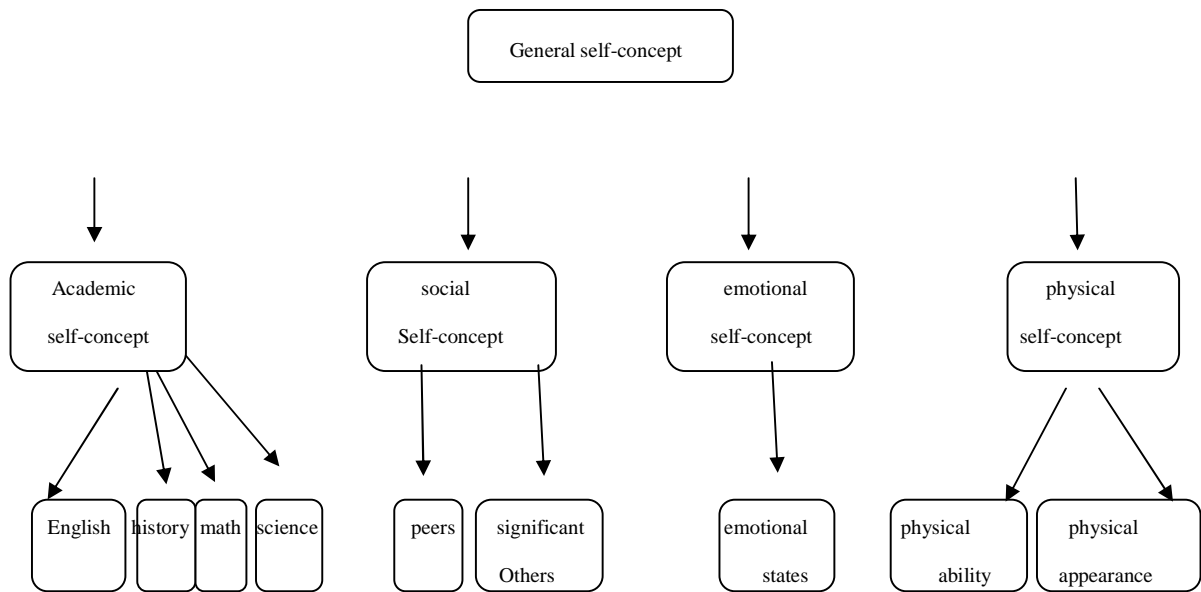 General self-concept
Academic
self-concept
social
Self-concept
emotional
self-concept
physical
self-concept
English
history
math
science
peers
significant
Others
emotional
states
physical
ability
physical
appearance